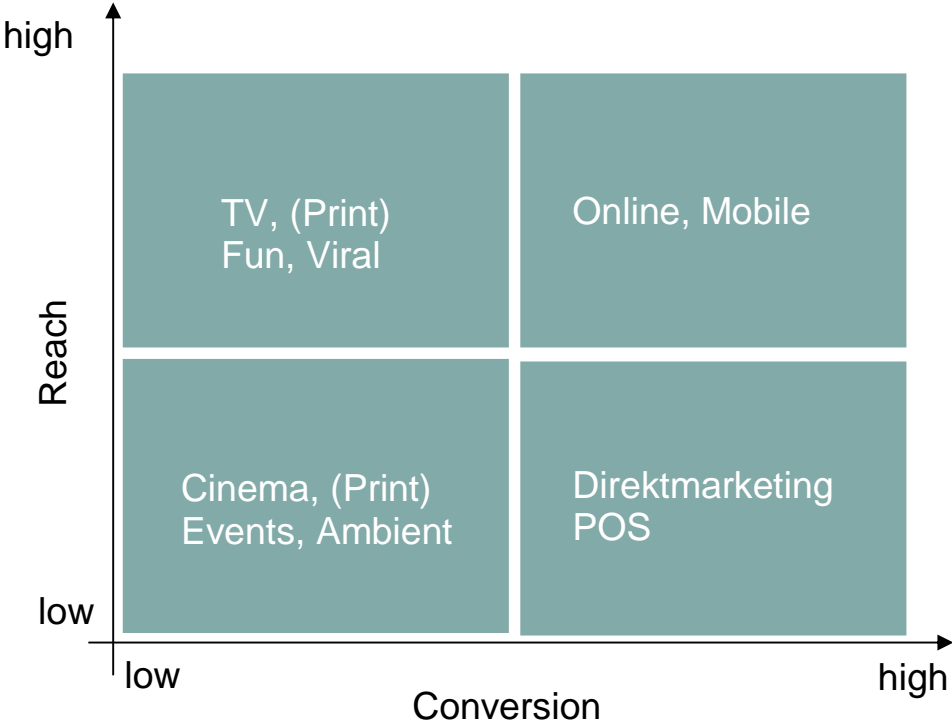 high
TV, (Print)
Fun, Viral
Online, Mobile
Reach
Cinema, (Print)
Events, Ambient
Direktmarketing
POS
low
low
high
Conversion